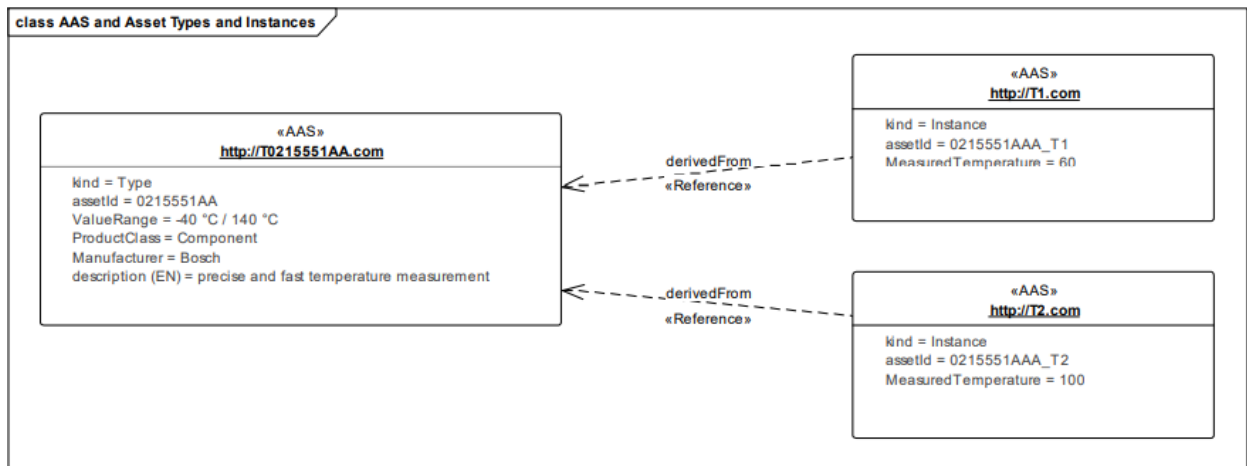 class AAS and Asset Types and Instances
«AAS»
http://T0215551AA.com
kind = Type
assetId = 0215551AA
ValueRange = -40 °C / 140 °C
ProductClass = Component
Manufacturer = Bosch
description (EN) = precise and fast temperature measurement
derivedFrom
«Reference»
derivedFrom
«Reference»
«AAS»
http://T1.com
kind = Instance
assetId = 0215551AAA_T1
MeasuredTemperature = 60
«AAS»
http://T2.com
kind = Instance
assetId = 0215551AAA_T2
MeasuredTemperature = 100